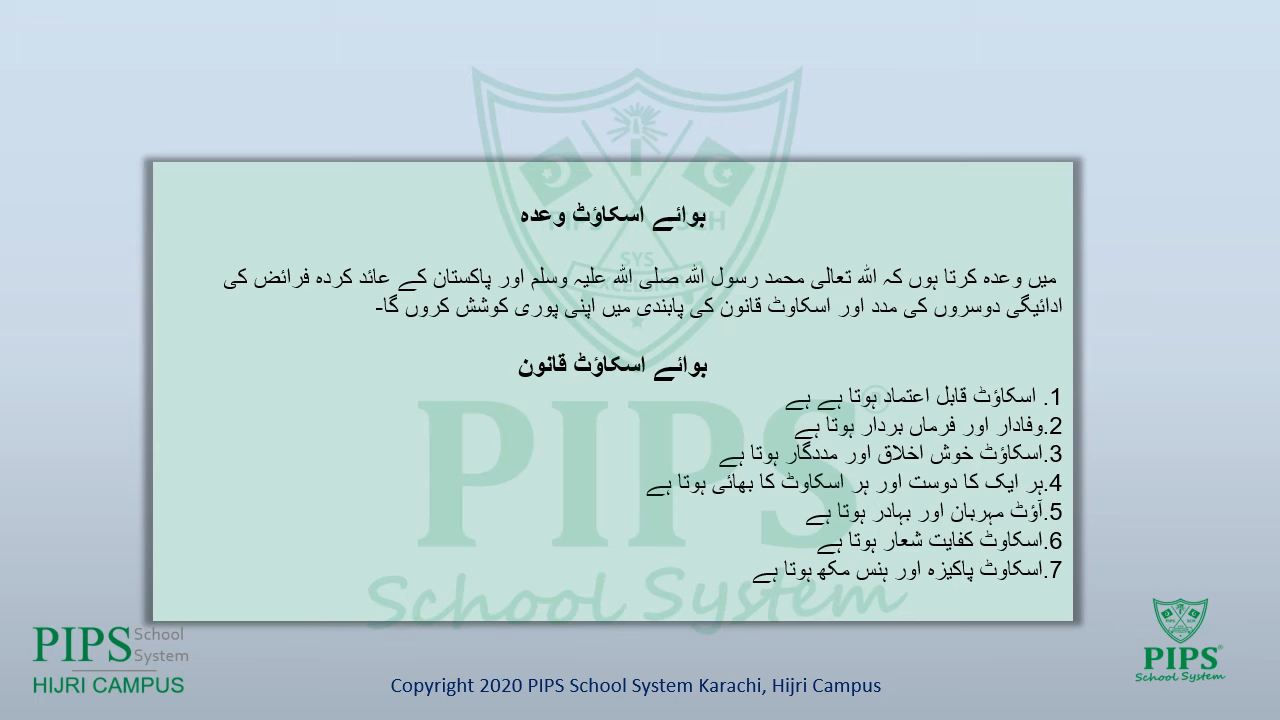 بوائے اسکاؤٹ وعدہ
میں وعدہ کرتا ہوں کہ اللہ تعالی محمد رسول اللہ صلی اللہ علیہ وسلم اور پاکستان کے عائد کردہ فرائض کی
ادائیگی دوسروں کی مدد اور اسکاوٹ قانون کی پابندی میں اپنی پوری کوشش کروں گا-
بوائے اسکاؤٹ قانون
1. اسکاؤٹ قابل اعتماد ہوتا ہے ہے
2.وفادار اور فرماں بردار ہوتا ہے
3.اسکاؤٹ خوش اخلاق اور مددگار ہوتا ہے
4.ہر ایک کا دوست اور ہر اسکاوٹ کا بھائی ہوتا ہے
5.آؤٹ مہربان اور بہادر ہوتا ہے
6.اسکاوٹ کفایت شعار ہوتا ہے
7.اسکاوٹ پاکیزہ اور ہنس مکھ ہوتا ہے
PIPS
School System
PIPS School
System
HIJRI CAMPUS
Copyright 2020 PIPS School System Karachi, Hijri Campus
PIPS
School System